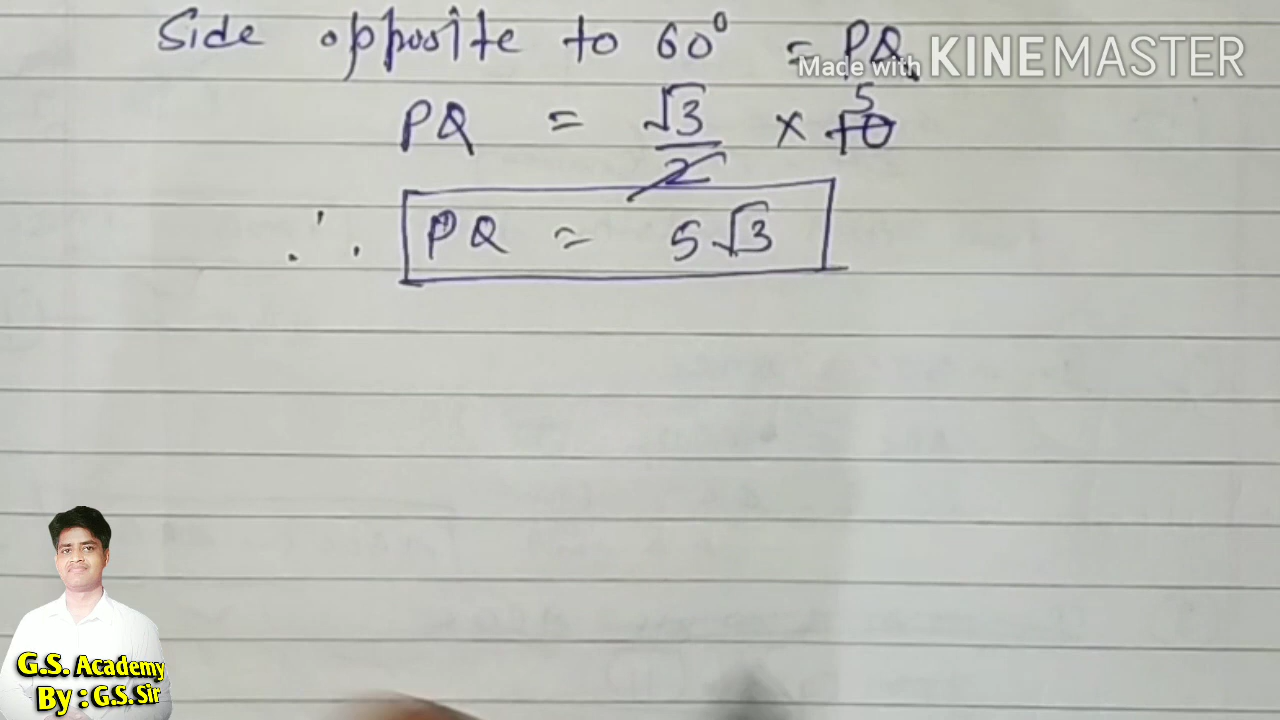 Side opposite to 60° = PQ
Made with KINEMASTER
PQ = √3/2 × 10 5
∴ PQ = 5√3
G.S. Academy
By : G.S. Sir